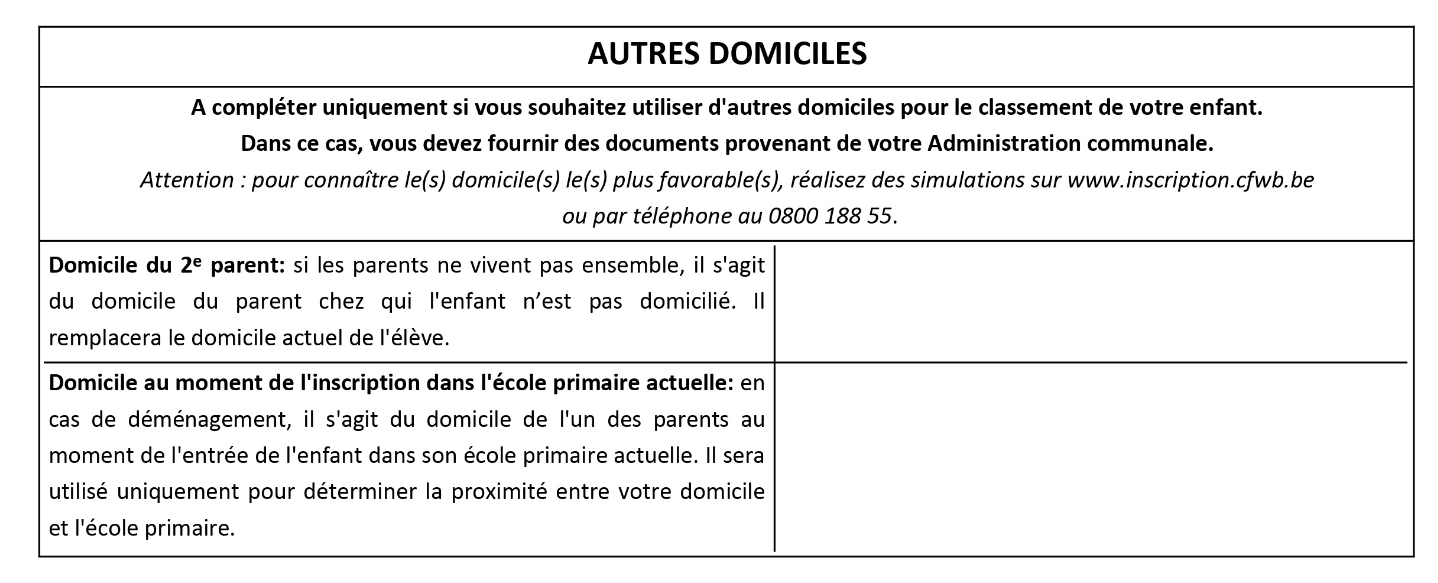 AUTRES DOMICILES
A compléter uniquement si vous souhaitez utiliser d'autres domiciles pour le classement de votre enfant.
Dans ce cas, vous devez fournir des documents provenant de votre Administration communale.
Attention : pour connaître le(s) domicile(s) le(s) plus favorable(s), réalisez des simulations sur www.inscription.cfwb.be
ou par téléphone au 0800 188 55.
Domicile du 2ᵉ parent: si les parents ne vivent pas ensemble, il s'agit
du domicile du parent chez qui l'enfant n’est pas domicilié. Il
remplacera le domicile actuel de l'élève.
Domicile au moment de l'inscription dans l'école primaire actuelle: en
cas de déménagement, il s'agit du domicile de l'un des parents au
moment de l'entrée de l'enfant dans son école primaire actuelle. Il sera
utilisé uniquement pour déterminer la proximité entre votre domicile
et l'école primaire.